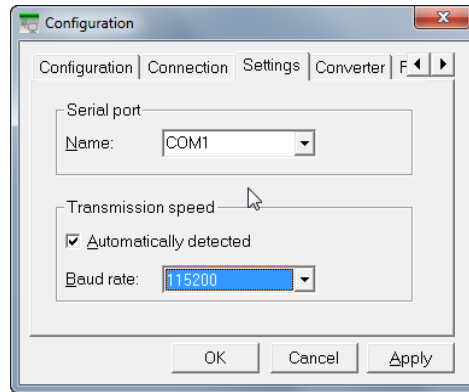 Configuration
Configuration Connection Settings Converter F
Serial port
Name: COM1
Transmission speed
Automatically detected
Baud rate: 115200
OK Cancel Apply